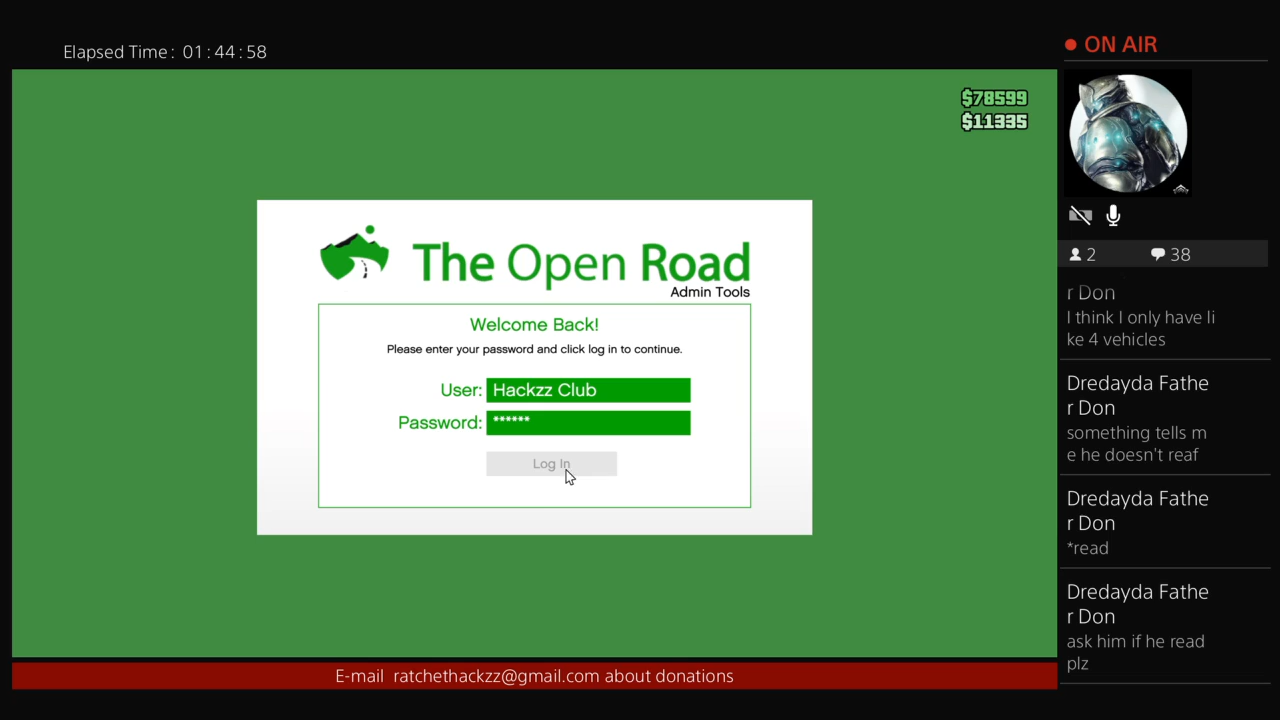 Elapsed Time: 01:44:58
ON AIR
$78599
$11335
2 38
The Open Road
Admin Tools
Welcome Back!
Please enter your password and click log in to continue.
User: Hackzz Club
Password: ******
Log In
r Don
I think I only have li
ke 4 vehicles
Dredayda Fathe
r Don
something tells m
e he doesn't reaf
Dredayda Fathe
r Don
*read
Dredayda Fathe
r Don
ask him if he read
plz
E-mail ratchethackzz@gmail.com about donations